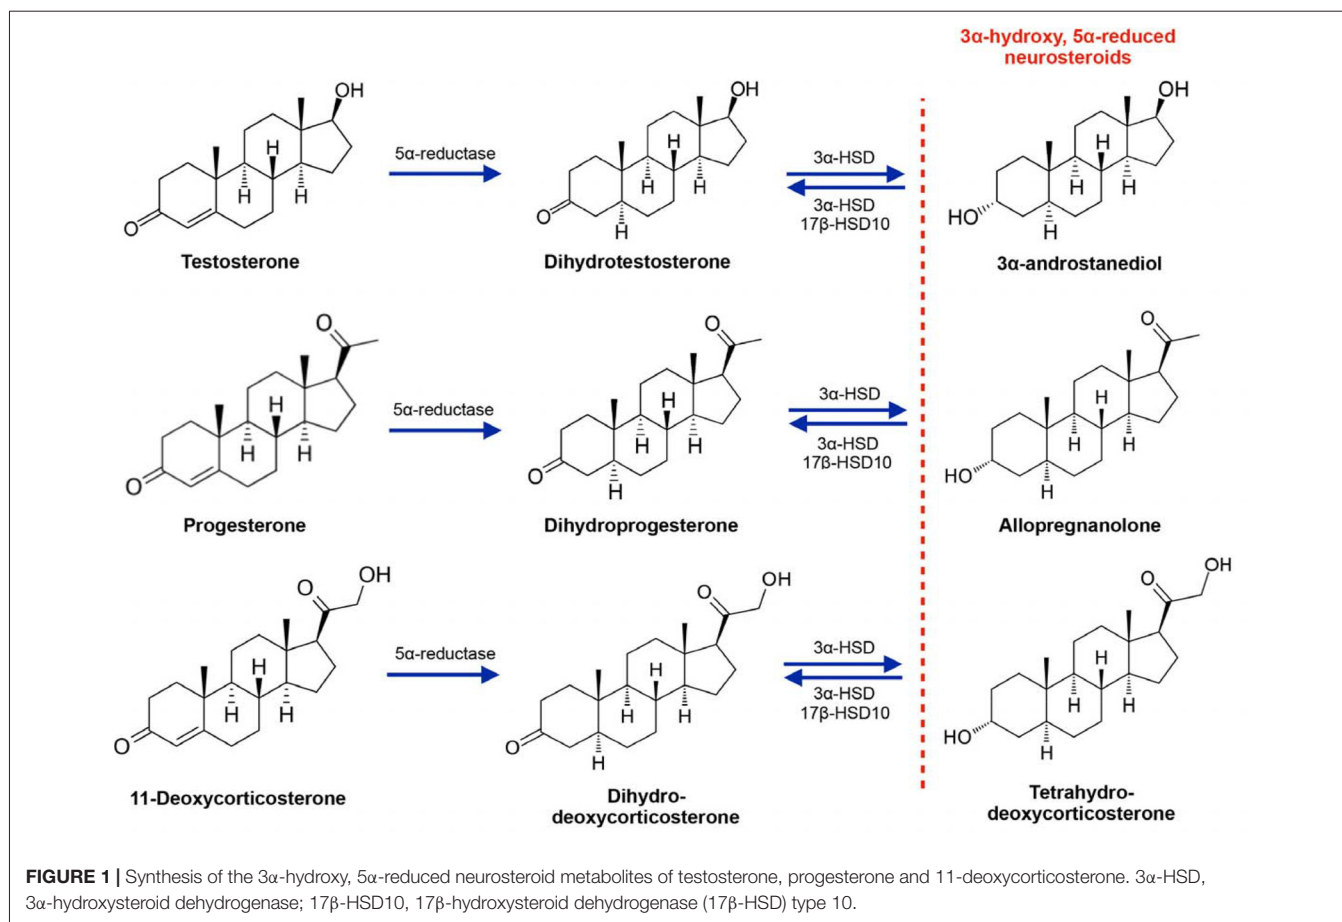 3α-hydroxy, 5α-reduced
neurosteroids
OH
OH
OH
5α-reductase
3α-HSD
3α-HSD
17β-HSD10
H
H
H
O
H
H
H
O
H
H
H
H
HO
H
Testosterone
Dihydrotestosterone
3α-androstanediol
O
O
O
5α-reductase
3α-HSD
3α-HSD
17β-HSD10
H
H
H
O
H
H
H
O
H
H
H
H
HO
H
Progesterone
Dihydroprogesterone
Allopregnanolone
O
OH
O
OH
O
OH
5α-reductase
3α-HSD
3α-HSD
17β-HSD10
H
H
H
O
H
H
H
O
H
H
H
H
HO
H
11-Deoxycorticosterone
Dihydro-
deoxycorticosterone
Tetrahydro-
deoxycorticosterone
FIGURE 1 | Synthesis of the 3α-hydroxy, 5α-reduced neurosteroid metabolites of testosterone, progesterone and 11-deoxycorticosterone. 3α-HSD,
3α-hydroxysteroid dehydrogenase; 17β-HSD10, 17β-hydroxysteroid dehydrogenase (17β-HSD) type 10.